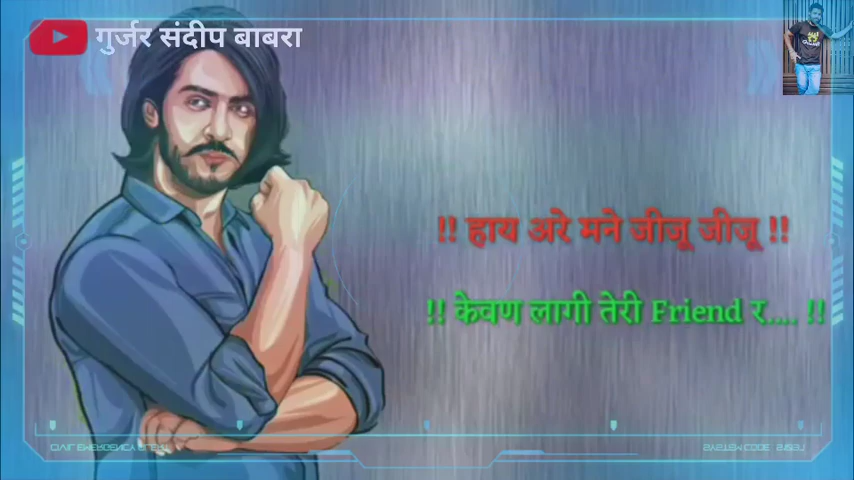 गुर्जर संदीप बाबरा
!! हाय अरे मने जीजू जीजू !!
!! केवण लागी तेरी Friend र.... !!